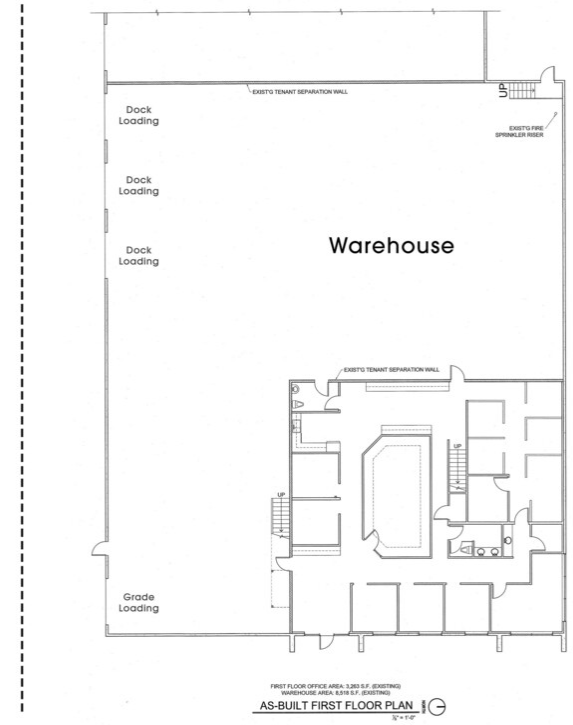 EXIST'G TENANT SEPARATION WALL
UP
Dock
Loading
EXIST'G FIRE
SPRINKLER RISER
Dock
Loading
Warehouse
Dock
Loading
EXIST'G TENANT SEPARATION WALL
UP
UP
Grade
Loading
FIRST FLOOR OFFICE AREA: 3,263 S.F. (EXISTING)
WAREHOUSE AREA: 8,518 S.F. (EXISTING)
AS-BUILT FIRST FLOOR PLAN